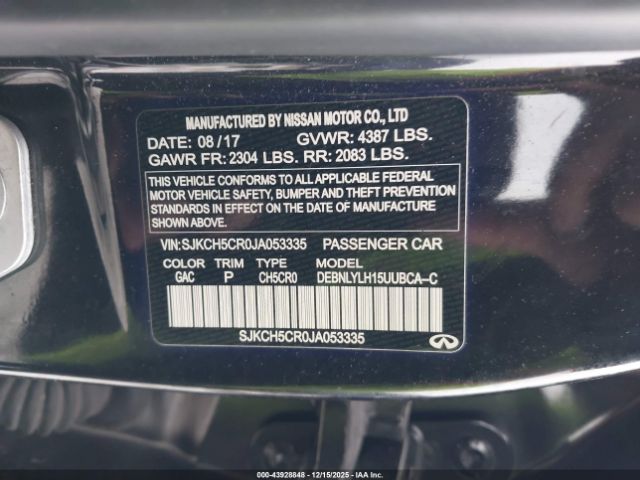 MANUFACTURED BY NISSAN MOTOR CO., LTD
DATE: 08/17 GVWR: 4387 LBS.
GAWR FR: 2304 LBS. RR: 2083 LBS.
THIS VEHICLE CONFORMS TO ALL APPLICABLE FEDERAL
MOTOR VEHICLE SAFETY, BUMPER AND THEFT PREVENTION
STANDARDS IN EFFECT ON THE DATE OF MANUFACTURE
SHOWN ABOVE.
VIN:SJKCH5CR0JA053335 PASSENGER CAR
COLOR TRIM TYPE MODEL
GAC P CH5CR0 DEBNLYLH15UUBCA-C
SJKCH5CR0JA053335
000-43928848 - 12/15/2025 - IAA Inc.